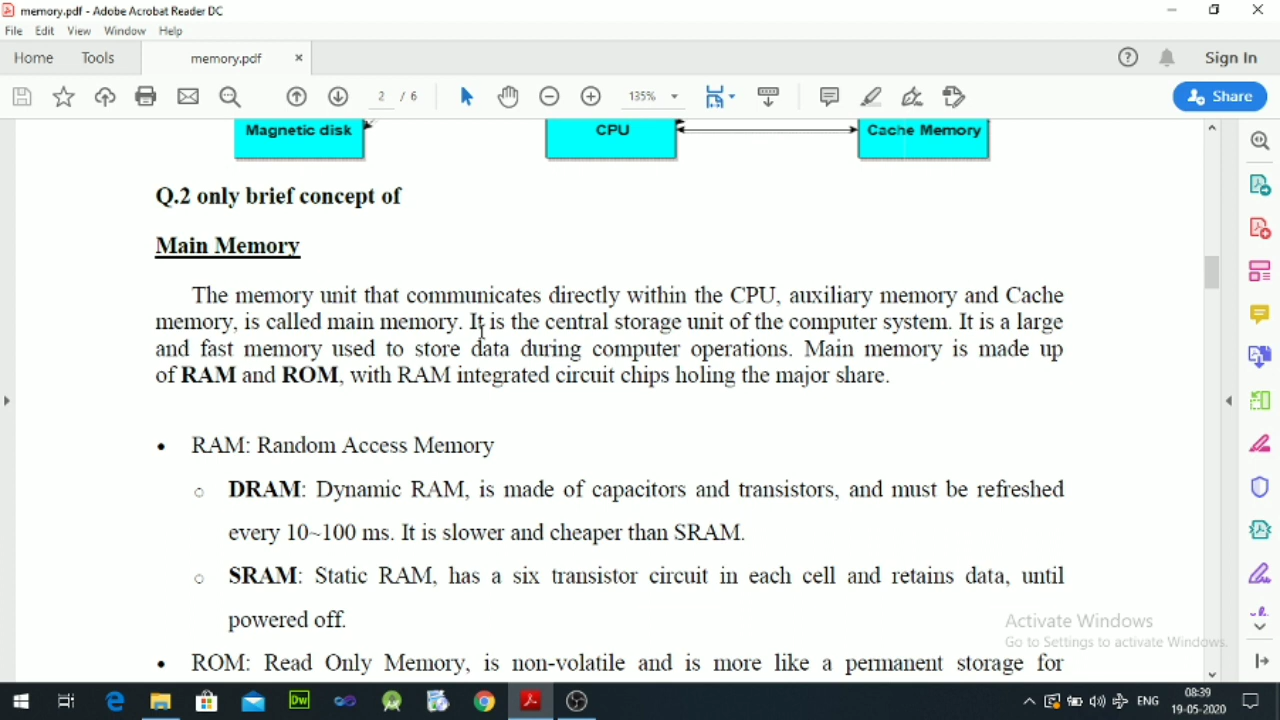 memory.pdf - Adobe Acrobat Reader DC
File Edit View Window Help
Home Tools memory.pdf × Sign In
2 / 6 135% Share
Magnetic disk CPU Cache Memory
Q.2 only brief concept of
Main Memory
The memory unit that communicates directly within the CPU, auxiliary memory and Cache
memory, is called main memory. It is the central storage unit of the computer system. It is a large
and fast memory used to store data during computer operations. Main memory is made up
of RAM and ROM, with RAM integrated circuit chips holing the major share.
• RAM: Random Access Memory
○ DRAM: Dynamic RAM, is made of capacitors and transistors, and must be refreshed
every 10~100 ms. It is slower and cheaper than SRAM.
○ SRAM: Static RAM, has a six transistor circuit in each cell and retains data, until
powered off.
• ROM: Read Only Memory, is non-volatile and is more like a permanent storage for
Activate Windows
Go to Settings to activate Windows.
Dw ENG 08:39
19-05-2020